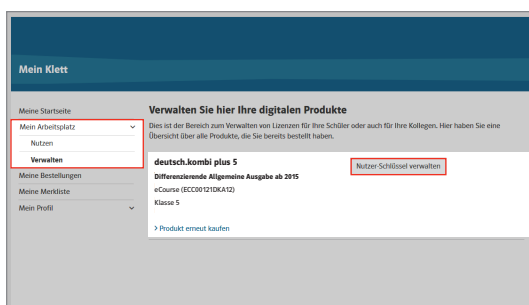 Mein Klett
Meine Startseite
Mein Arbeitsplatz
Nutzen
Verwalten
Meine Bestellungen
Meine Merkliste
Mein Profil
Verwalten Sie hier Ihre digitalen Produkte
Dies ist der Bereich zum Verwalten von Lizenzen für Ihre Schüler oder auch für Ihre Kollegen. Hier haben Sie eine
Übersicht über alle Produkte, die Sie bereits bestellt haben.
deutsch.kombi plus 5
Nutzer-Schlüssel verwalten
Differenzierende Allgemeine Ausgabe ab 2015
eCourse (ECC00121DKA12)
Klasse 5
> Produkt erneut kaufen